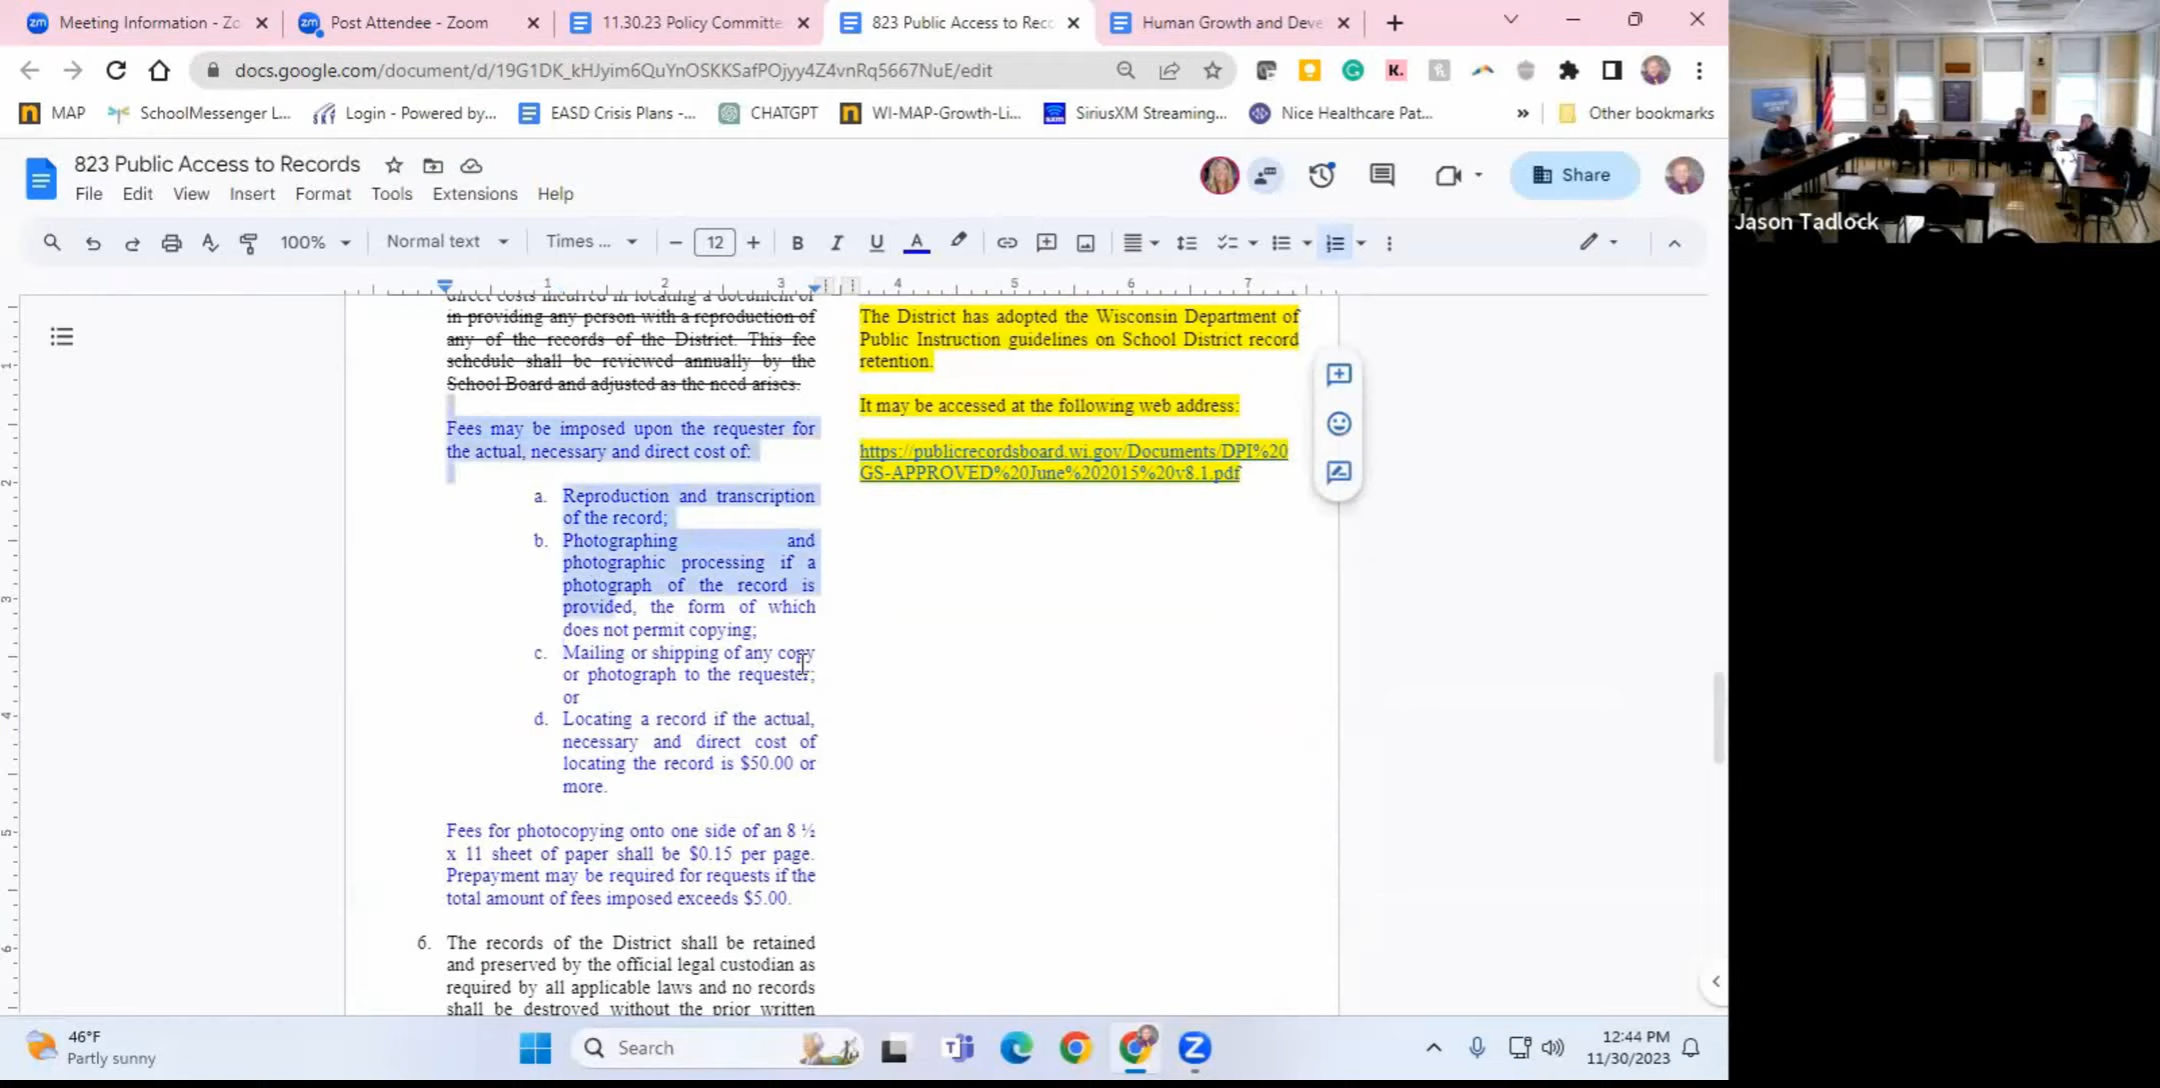 Meeting Information - Zo
Post Attendee - Zoom
11.30.23 Policy Committe
823 Public Access to Reco
Human Growth and Deve
docs.google.com/document/d/19G1DK_kHJyim6QuYnOSKKSafPOjyy4Z4vnRq5667NuE/edit
MAP
SchoolMessenger L...
Login - Powered by...
EASD Crisis Plans -...
CHATGPT
WI-MAP-Growth-Li...
SiriusXM Streaming...
Nice Healthcare Pat...
Other bookmarks
823 Public Access to Records
Share
File Edit View Insert Format Tools Extensions Help
100% Normal text Times ... 12
1 2 3 4 5 6 7
direct costs incurred in locating a document or
in providing any person with a reproduction of
any of the records of the District. This fee
schedule shall be reviewed annually by the
School Board and adjusted as the need arises.
Fees may be imposed upon the requester for
the actual, necessary and direct cost of:
a. Reproduction and transcription
of the record;
b. Photographing and
photographic processing if a
photograph of the record is
provided, the form of which
does not permit copying;
c. Mailing or shipping of any copy
or photograph to the requester;
or
d. Locating a record if the actual,
necessary and direct cost of
locating the record is $50.00 or
more.
Fees for photocopying onto one side of an 8 ½
x 11 sheet of paper shall be $0.15 per page.
Prepayment may be required for requests if the
total amount of fees imposed exceeds $5.00.
6. The records of the District shall be retained
and preserved by the official legal custodian as
required by all applicable laws and no records
shall be destroyed without the prior written
The District has adopted the Wisconsin Department of
Public Instruction guidelines on School District record
retention.
It may be accessed at the following web address:
https://publicrecordsboard.wi.gov/Documents/DPI%20
GS-APPROVED%20June%202015%20v8.1.pdf
Jason Tadlock
46°F
Partly sunny
Search
12:44 PM
11/30/2023